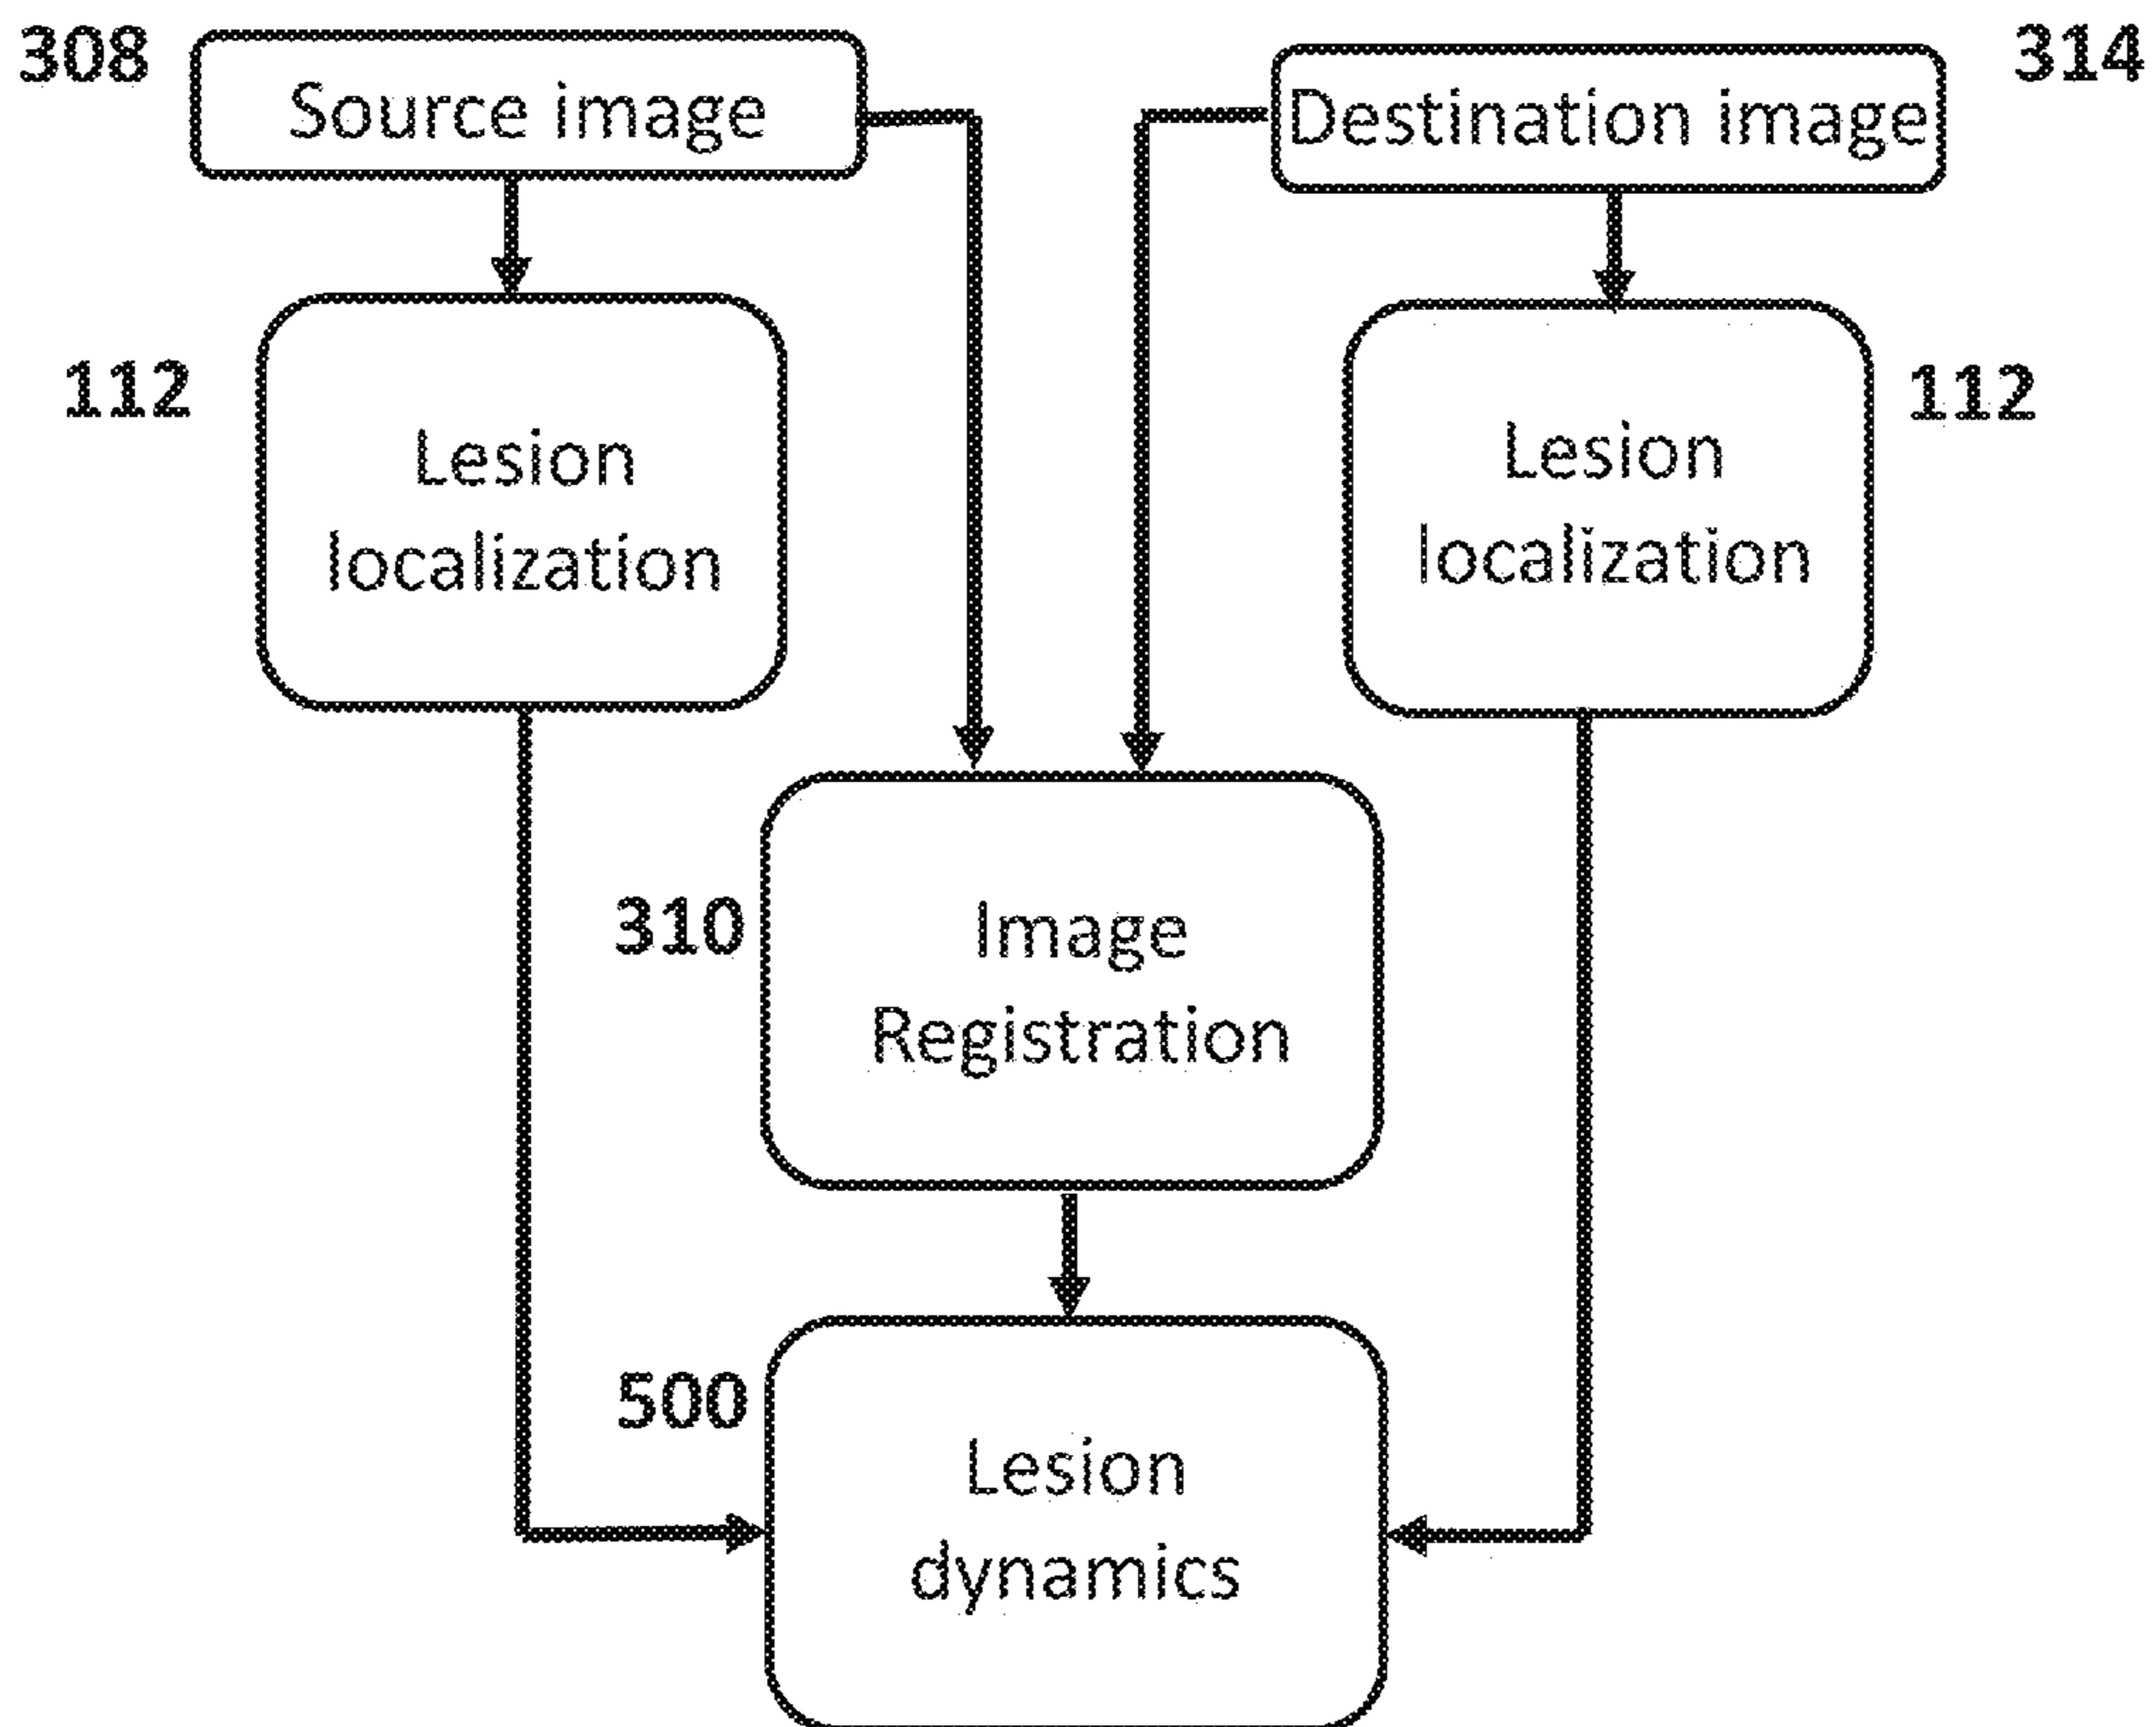 308
Source image
Destination image
314
112
Lesion
localization
Lesion
localization
112
310
Image
Registration
500
Lesion
dynamics